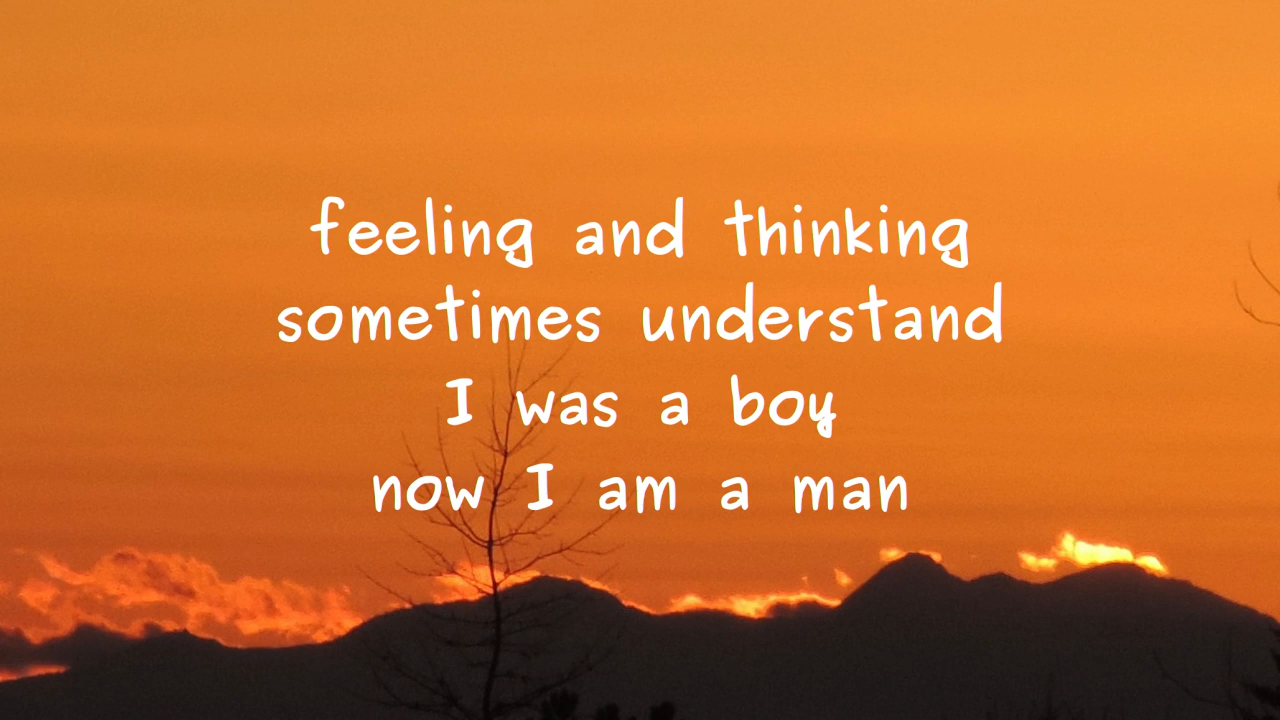 feeling and thinking
sometimes understand
I was a boy
now I am a man